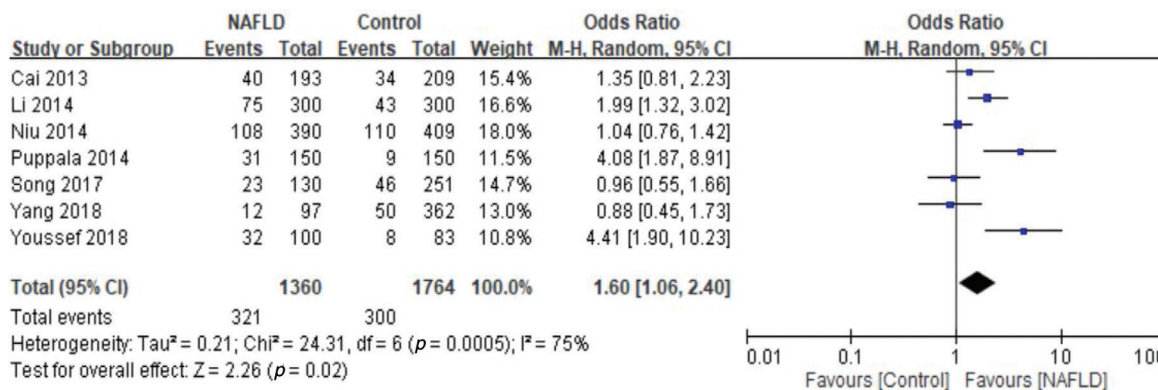 NAFLD Control Odds Ratio Odds Ratio
Study or Subgroup Events Total Events Total Weight M-H, Random, 95% CI M-H, Random, 95% CI
Cai 2013 40 193 34 209 15.4% 1.35 [0.81, 2.23]
Li 2014 75 300 43 300 16.6% 1.99 [1.32, 3.02]
Niu 2014 108 390 110 409 18.0% 1.04 [0.76, 1.42]
Puppala 2014 31 150 9 150 11.5% 4.08 [1.87, 8.91]
Song 2017 23 130 46 251 14.7% 0.96 [0.55, 1.66]
Yang 2018 12 97 50 362 13.0% 0.88 [0.45, 1.73]
Youssef 2018 32 100 8 83 10.8% 4.41 [1.90, 10.23]
Total (95% CI) 1360 1764 100.0% 1.60 [1.06, 2.40]
Total events 321 300
Heterogeneity: Tau² = 0.21; Chi² = 24.31, df = 6 (p = 0.0005); I² = 75%
Test for overall effect: Z = 2.26 (p = 0.02)
0.01 0.1 1 10 100
Favours [Control] Favours [NAFLD]